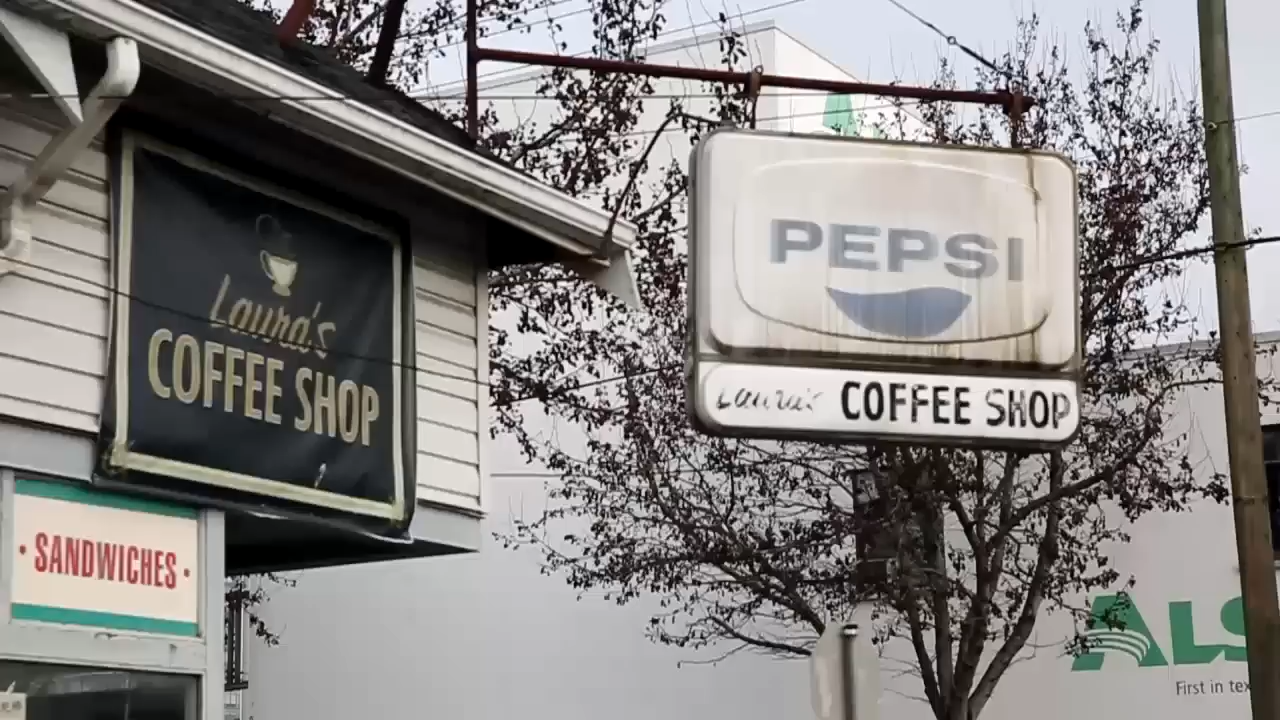 Laura's
COFFEE SHOP
• SANDWICHES •
PEPSI
Laura's COFFEE SHOP
ALS
First in tex